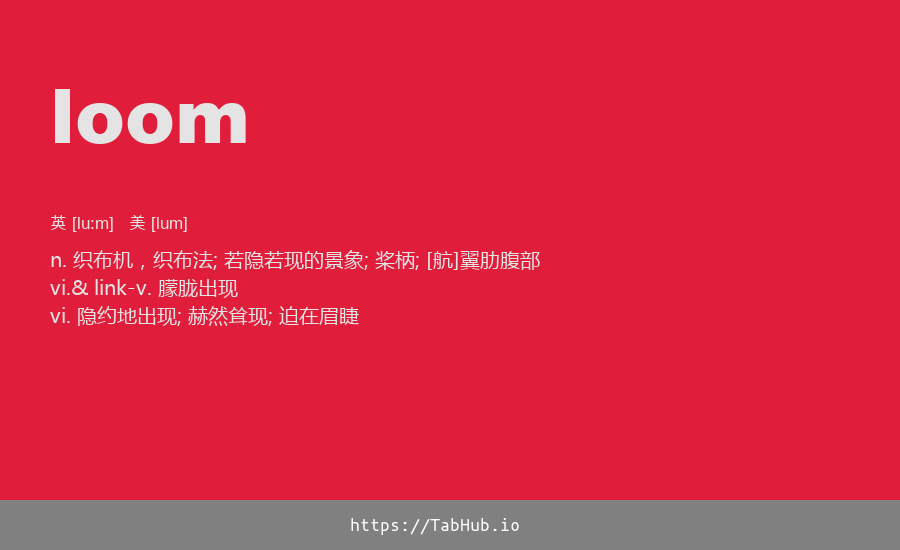 loom
英 [luːm] 美 [lum]
n. 织布机，织布法; 若隐若现的景象; 桨柄; [航]翼肋腹部
vi.& link-v. 朦胧出现
vi. 隐约地出现; 赫然耸现; 迫在眉睫
https://TabHub.io